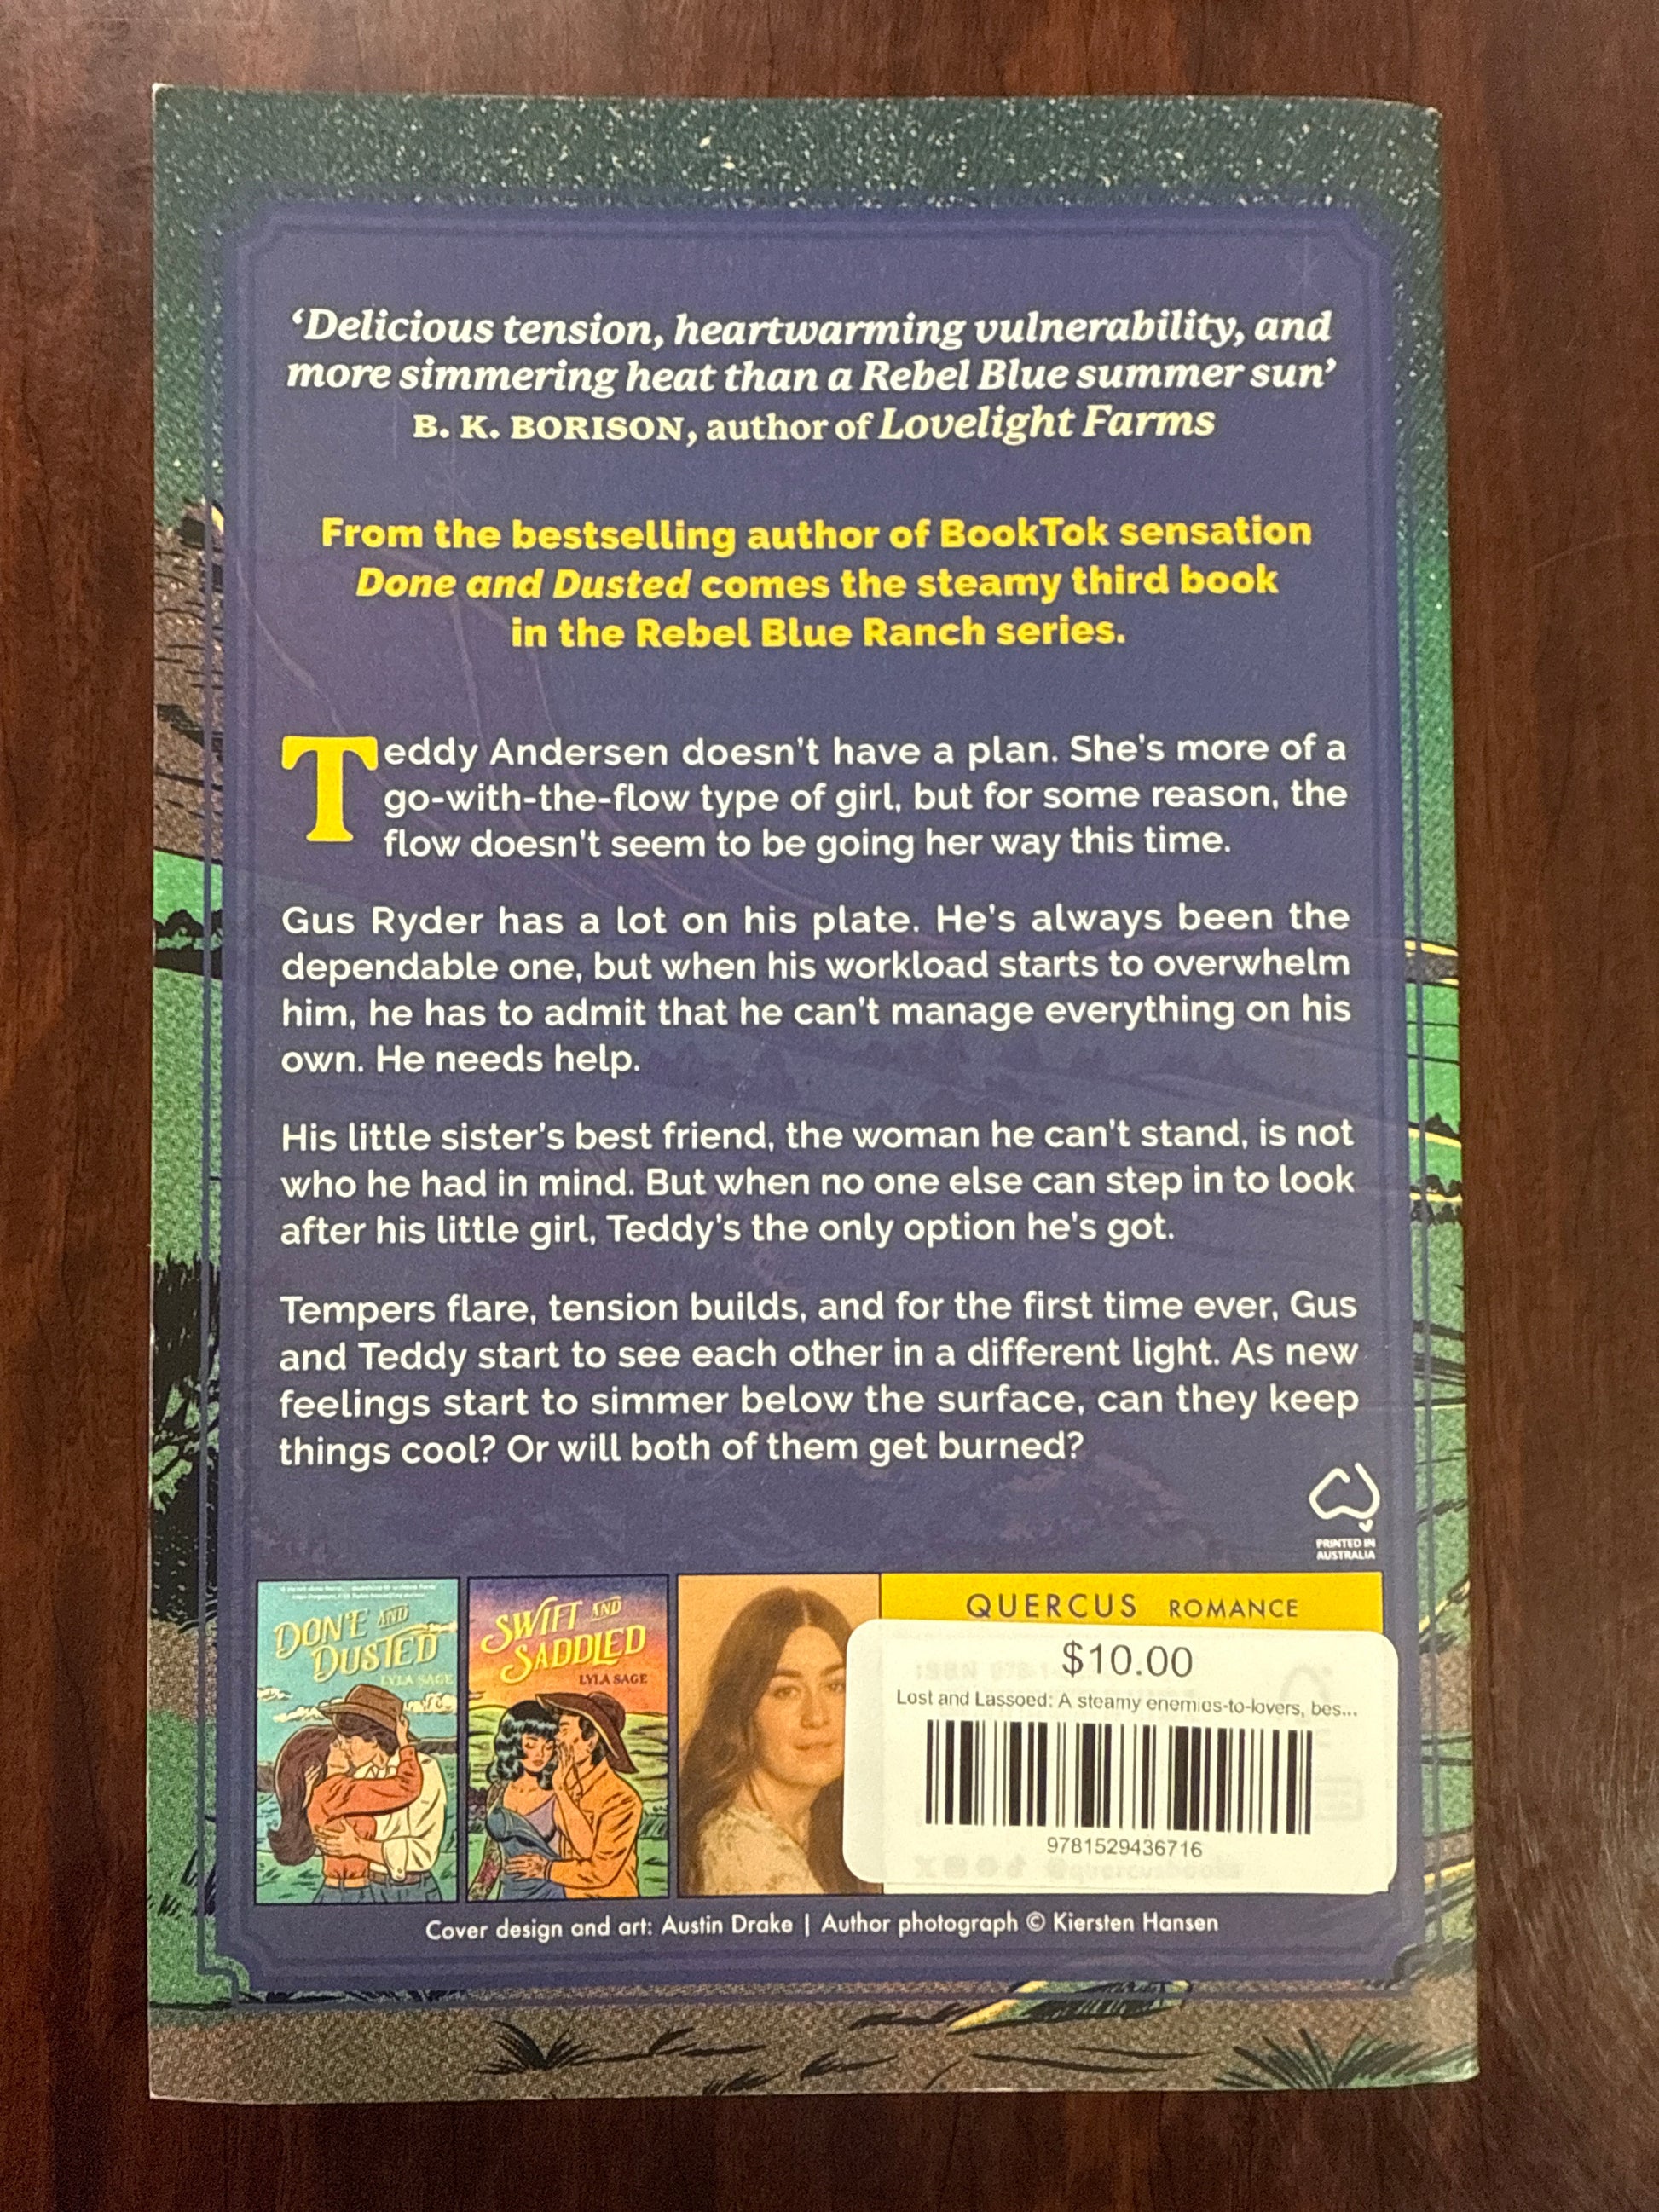 ‘Delicious tension, heartwarming vulnerability, and
more simmering heat than a Rebel Blue summer sun’
B. K. BORISON, author of Lovelight Farms
From the bestselling author of BookTok sensation
Done and Dusted comes the steamy third book
in the Rebel Blue Ranch series.
Teddy Andersen doesn't have a plan. She's more of a
go-with-the-flow type of girl, but for some reason, the
flow doesn't seem to be going her way this time.
Gus Ryder has a lot on his plate. He's always been the
dependable one, but when his workload starts to overwhelm
him, he has to admit that he can't manage everything on his
own. He needs help.
His little sister's best friend, the woman he can't stand, is not
who he had in mind. But when no one else can step in to look
after his little girl, Teddy's the only option he's got.
Tempers flare, tension builds, and for the first time ever, Gus
and Teddy start to see each other in a different light. As new
feelings start to simmer below the surface, can they keep
things cool? Or will both of them get burned?
PRINTED IN
AUSTRALIA
DONE AND
DUSTED
LYLA SAGE
SWIFT AND
SADDLED
LYLA SAGE
QUERCUS ROMANCE
$10.00
Lost and Lassoed: A steamy enemies-to-lovers, bes...
9781529436716
Cover design and art: Austin Drake | Author photograph © Kiersten Hansen